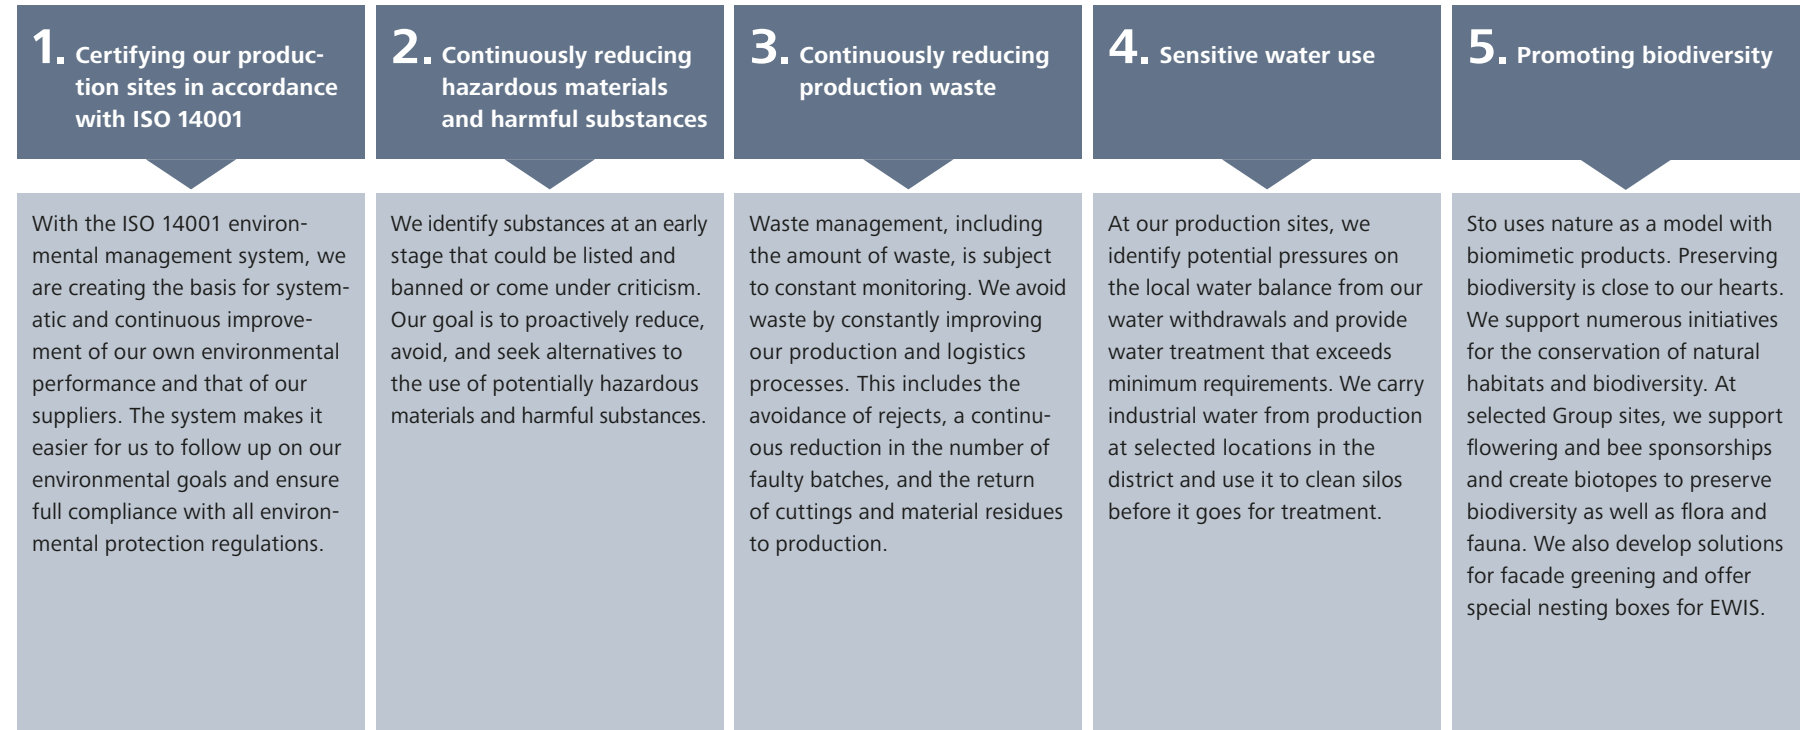 1. Certifying our produc-
tion sites in accordance
with ISO 14001
With the ISO 14001 environ-
mental management system, we
are creating the basis for system-
atic and continuous improve-
ment of our own environmental
performance and that of our
suppliers. The system makes it
easier for us to follow up on our
environmental goals and ensure
full compliance with all environ-
mental protection regulations.
2. Continuously reducing
hazardous materials
and harmful substances
We identify substances at an early
stage that could be listed and
banned or come under criticism.
Our goal is to proactively reduce,
avoid, and seek alternatives to
the use of potentially hazardous
materials and harmful substances.
3. Continuously reducing
production waste
Waste management, including
the amount of waste, is subject
to constant monitoring. We avoid
waste by constantly improving
our production and logistics
processes. This includes the
avoidance of rejects, a continu-
ous reduction in the number of
faulty batches, and the return
of cuttings and material residues
to production.
4. Sensitive water use
At our production sites, we
identify potential pressures on
the local water balance from our
water withdrawals and provide
water treatment that exceeds
minimum requirements. We carry
industrial water from production
at selected locations in the
district and use it to clean silos
before it goes for treatment.
5. Promoting biodiversity
Sto uses nature as a model with
biomimetic products. Preserving
biodiversity is close to our hearts.
We support numerous initiatives
for the conservation of natural
habitats and biodiversity. At
selected Group sites, we support
flowering and bee sponsorships
and create biotopes to preserve
biodiversity as well as flora and
fauna. We also develop solutions
for facade greening and offer
special nesting boxes for EWIS.